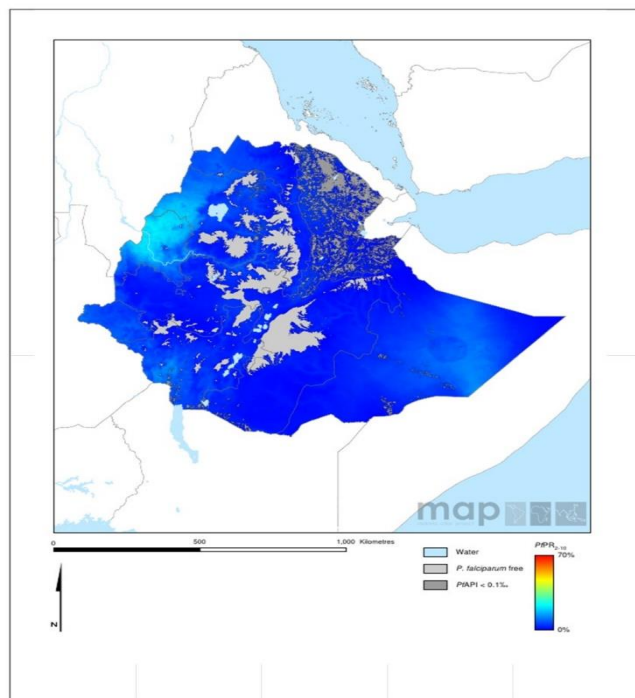 map
0 500 1,000 Kilometres
N
Water
P. falciparum free
PfAPI < 0.1‰
PfPR2-10
70%
0%